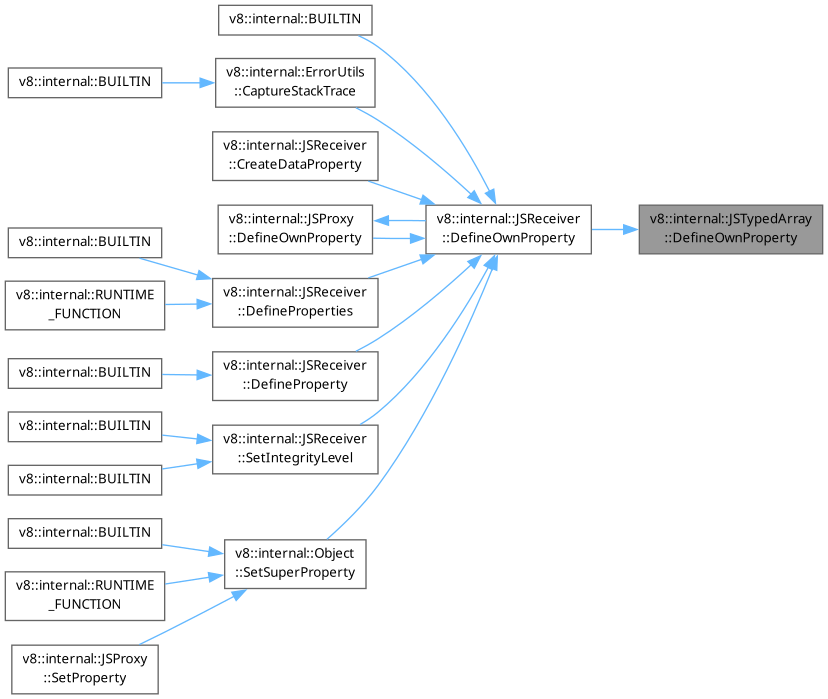 v8::internal::BUILTIN
v8::internal::ErrorUtils
::CaptureStackTrace
v8::internal::BUILTIN
v8::internal::JSReceiver
::CreateDataProperty
v8::internal::JSProxy
::DefineOwnProperty
v8::internal::JSReceiver
::DefineOwnProperty
v8::internal::JSTypedArray
::DefineOwnProperty
v8::internal::BUILTIN
v8::internal::RUNTIME
_FUNCTION
v8::internal::JSReceiver
::DefineProperties
v8::internal::BUILTIN
v8::internal::JSReceiver
::DefineProperty
v8::internal::BUILTIN
v8::internal::JSReceiver
::SetIntegrityLevel
v8::internal::BUILTIN
v8::internal::BUILTIN
v8::internal::Object
::SetSuperProperty
v8::internal::RUNTIME
_FUNCTION
v8::internal::JSProxy
::SetProperty